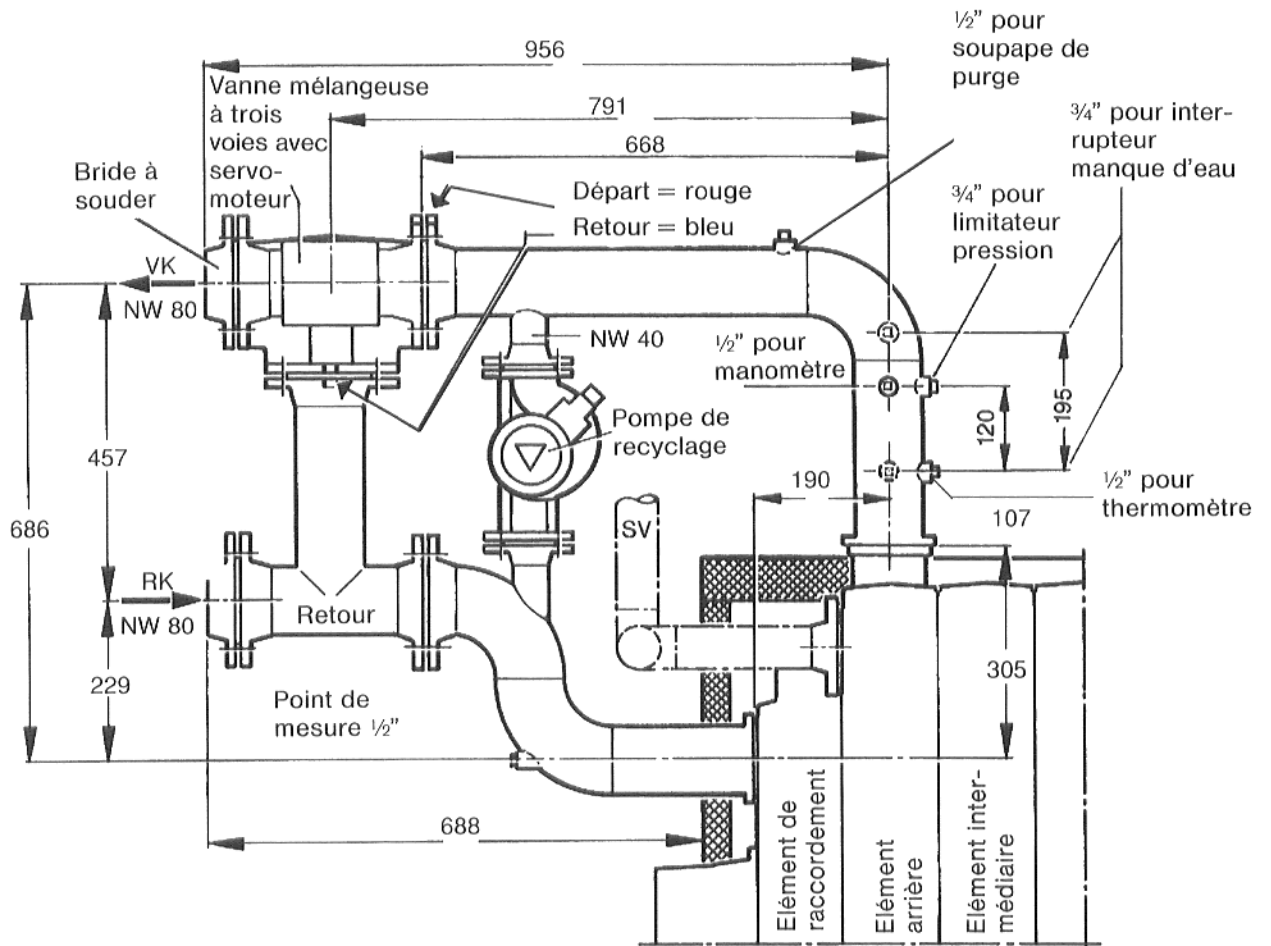 ½” pour
soupape de
purge
956
Vanne mélangeuse
à trois
voies avec
servo-
moteur
791
¾” pour inter-
rupteur
manque d'eau
668
Bride à
souder
Départ = rouge
Retour = bleu
¾” pour
limitateur
pression
VK
NW 80
NW 40
½” pour
manomètre
Pompe de
recyclage
120
195
457
190
½” pour
thermomètre
107
686
SV
RK
NW 80
Retour
305
229
Point de
mesure ½”
688
Elément de
raccordement
Elément
arrière
Elément inter-
médiaire